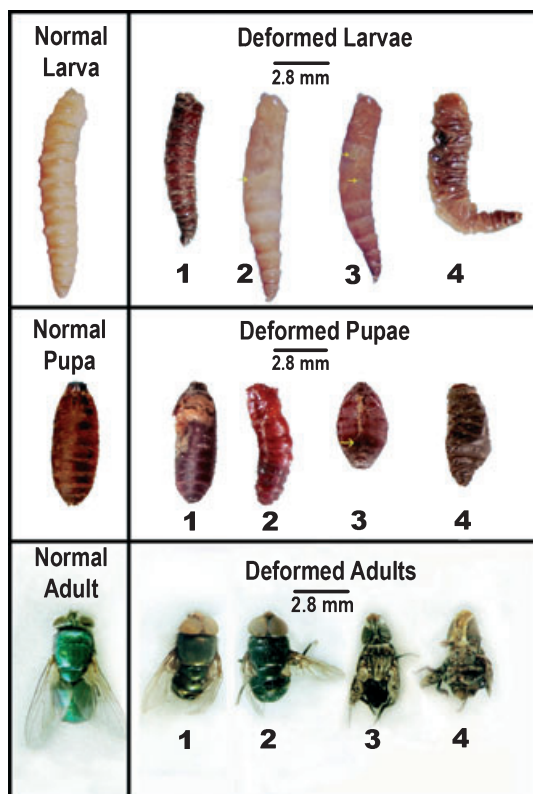 Normal
Larva
Deformed Larvae
2.8 mm
1 2 3 4
Normal
Pupa
Deformed Pupae
2.8 mm
1 2 3 4
Normal
Adult
Deformed Adults
2.8 mm
1 2 3 4